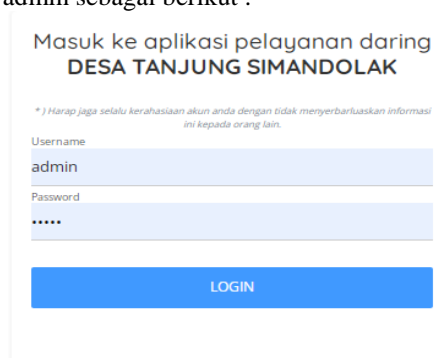 admin sebagai berikut :
Masuk ke aplikasi pelayanan daring
DESA TANJUNG SIMANDOLAK
* ) Harap jaga selalu kerahasiaan akun anda dengan tidak menyerbarluaskan informasi
ini kepada orang lain.
Username
admin
Password
•••••
LOGIN